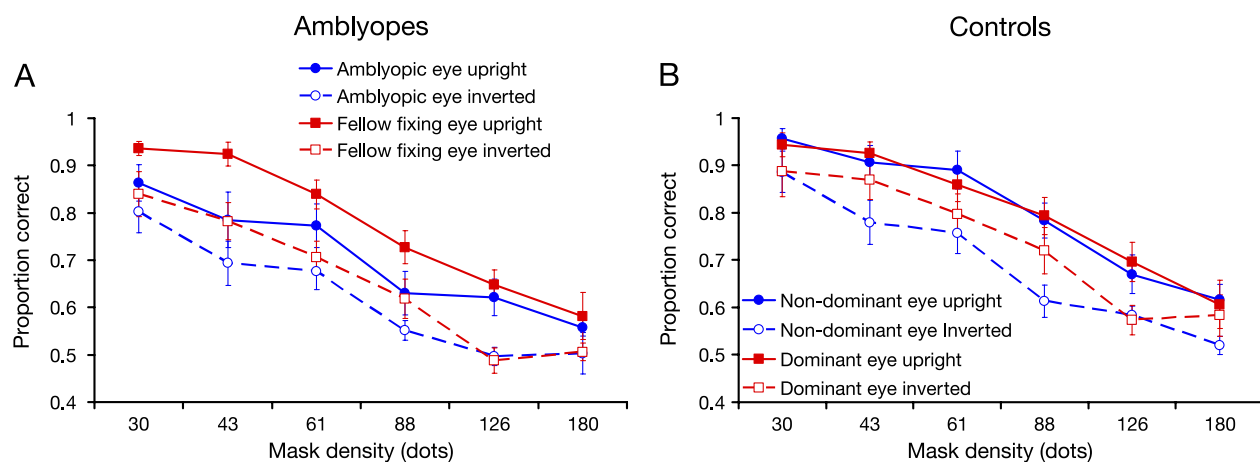 Amblyopes
Controls
A
Amblyopic eye upright
Amblyopic eye inverted
Fellow fixing eye upright
Fellow fixing eye inverted
1
0.9
0.8
0.7
0.6
0.5
0.4
Proportion correct
30 43 61 88 126 180
Mask density (dots)
B
1
0.9
0.8
0.7
0.6
0.5
0.4
Proportion correct
Non-dominant eye upright
Non-dominant eye Inverted
Dominant eye upright
Dominant eye inverted
30 43 61 88 126 180
Mask density (dots)